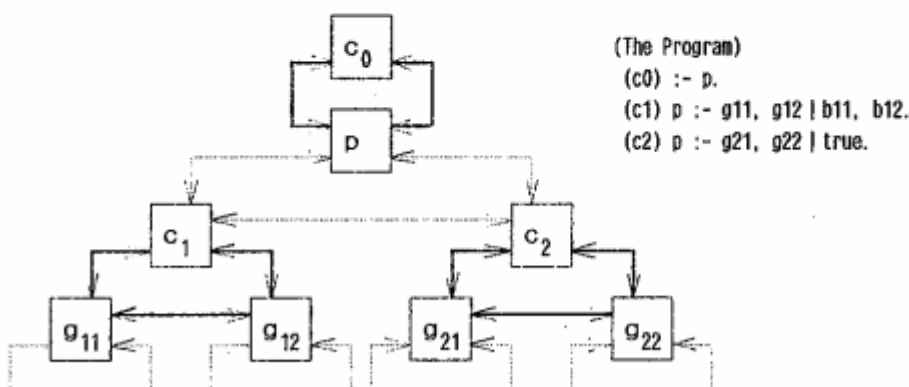 c0
(The Program)
(c0) :- p.
(c1) p :- g11, g12 | b11, b12.
(c2) p :- g21, g22 | true.
p
c1
c2
g11
g12
g21
g22